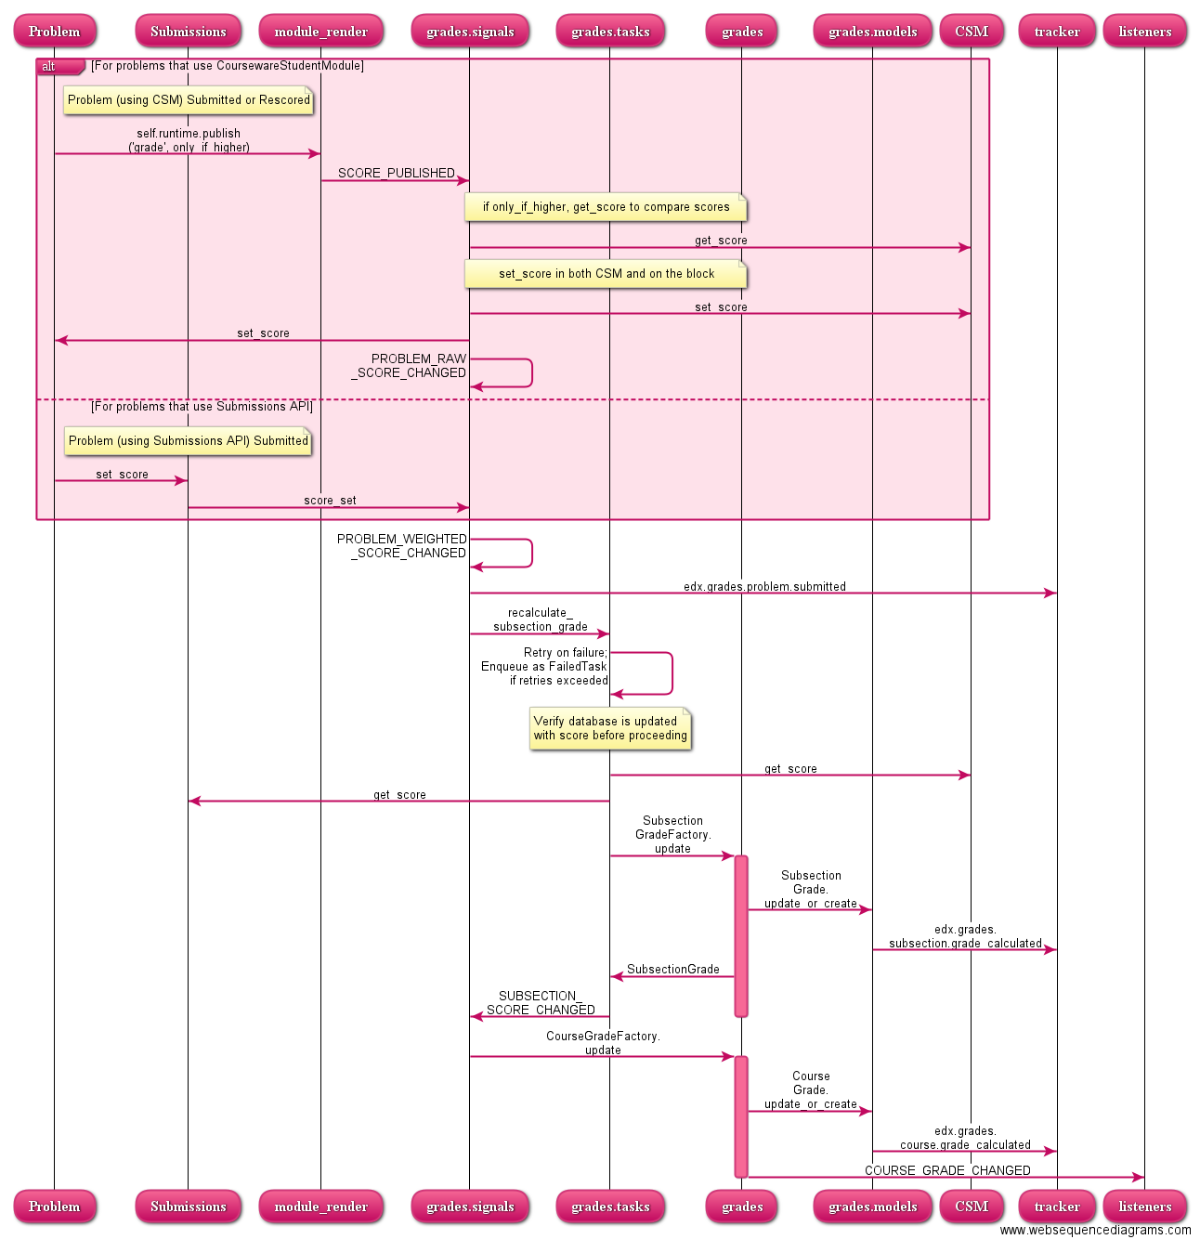 Problem Submissions module_render grades.signals grades.tasks grades grades.models CSM tracker listeners
alt [For problems that use CoursewareStudentModule]
Problem (using CSM) Submitted or Rescored
self.runtime.publish
('grade', only_if_higher)
SCORE_PUBLISHED
if only_if_higher, get_score to compare scores
get_score
set_score in both CSM and on the block
set_score
set_score
PROBLEM_RAW
_SCORE_CHANGED
[For problems that use Submissions API]
Problem (using Submissions API) Submitted
set_score
score_set
PROBLEM_WEIGHTED
_SCORE_CHANGED
edx.grades.problem.submitted
recalculate_
subsection_grade
Retry on failure;
Enqueue as FailedTask
if retries exceeded
Verify database is updated
with score before proceeding
get_score
get_score
Subsection
GradeFactory.
update
Subsection
Grade.
update_or_create
edx.grades.
subsection.grade_calculated
SubsectionGrade
SUBSECTION_
SCORE_CHANGED
CourseGradeFactory.
update
Course
Grade.
update_or_create
edx.grades.
course.grade_calculated
COURSE_GRADE_CHANGED
Problem Submissions module_render grades.signals grades.tasks grades grades.models CSM tracker listeners
www.websequencediagrams.com